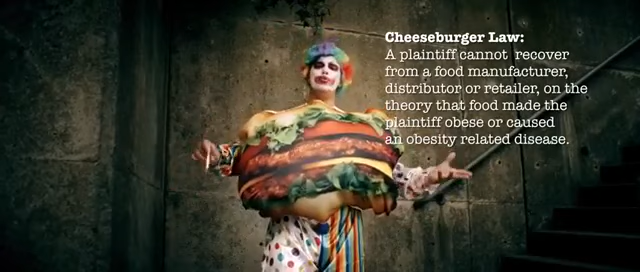 Cheeseburger Law:
A plaintiff cannot recover
from a food manufacturer,
distributor or retailer, on the
theory that food made the
plaintiff obese or caused
an obesity related disease.